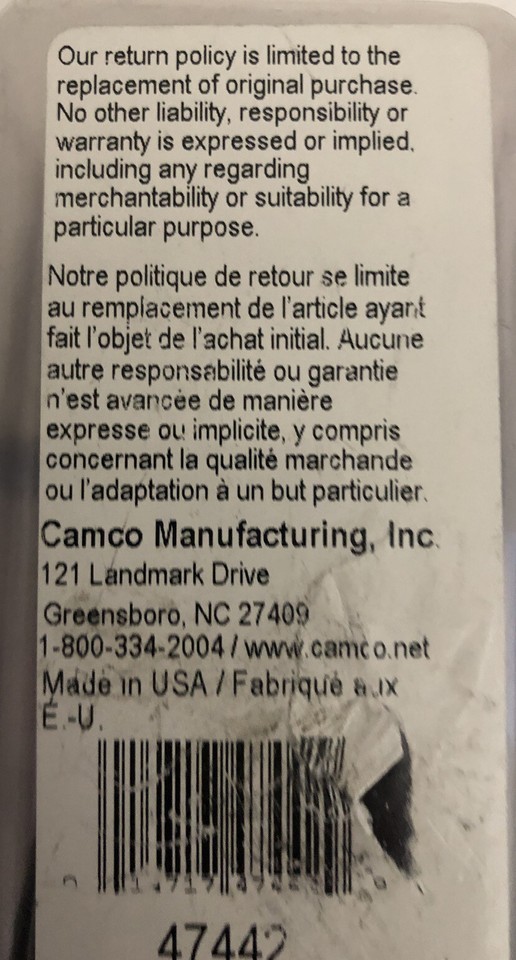 Our return policy is limited to the
replacement of original purchase.
No other liability, responsibility or
warranty is expressed or implied,
including any regarding
merchantability or suitability for a
particular purpose.
Notre politique de retour se limite
au remplacement de l'article ayant
fait l'objet de l'achat initial. Aucune
autre responsabilité ou garantie
n'est avancée de manière
expresse ou implicite, y compris
concernant la qualité marchande
ou l'adaptation à un but particulier.
Camco Manufacturing, Inc.
121 Landmark Drive
Greensboro, NC 27409
1-800-334-2004 / www.camco.net
Made in USA / Fabriqué aux
É.-U.
47442